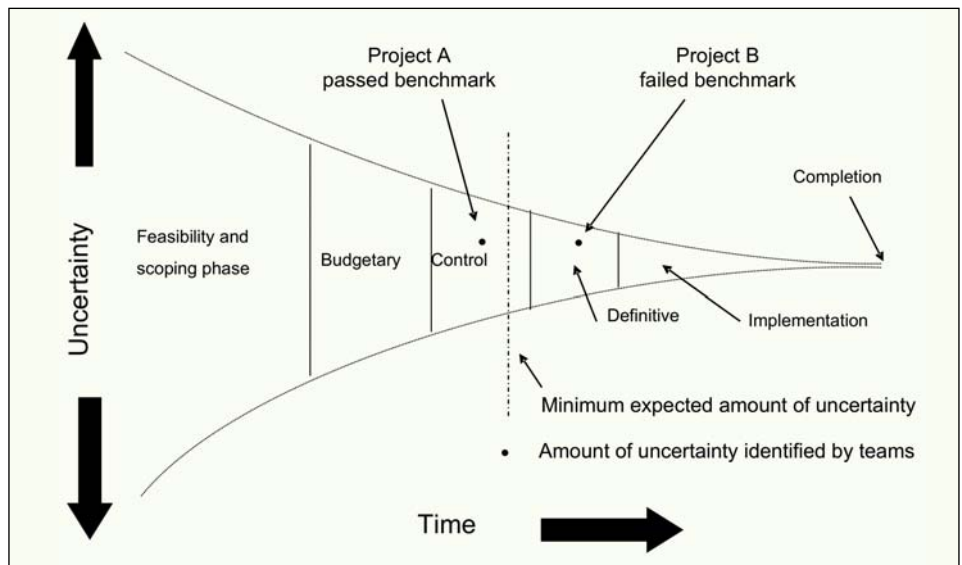 Project A
passed benchmark
Project B
failed benchmark
Completion
Uncertainty
Feasibility and
scoping phase
Budgetary
Control
Definitive
Implementation
Minimum expected amount of uncertainty
Amount of uncertainty identified by teams
Time